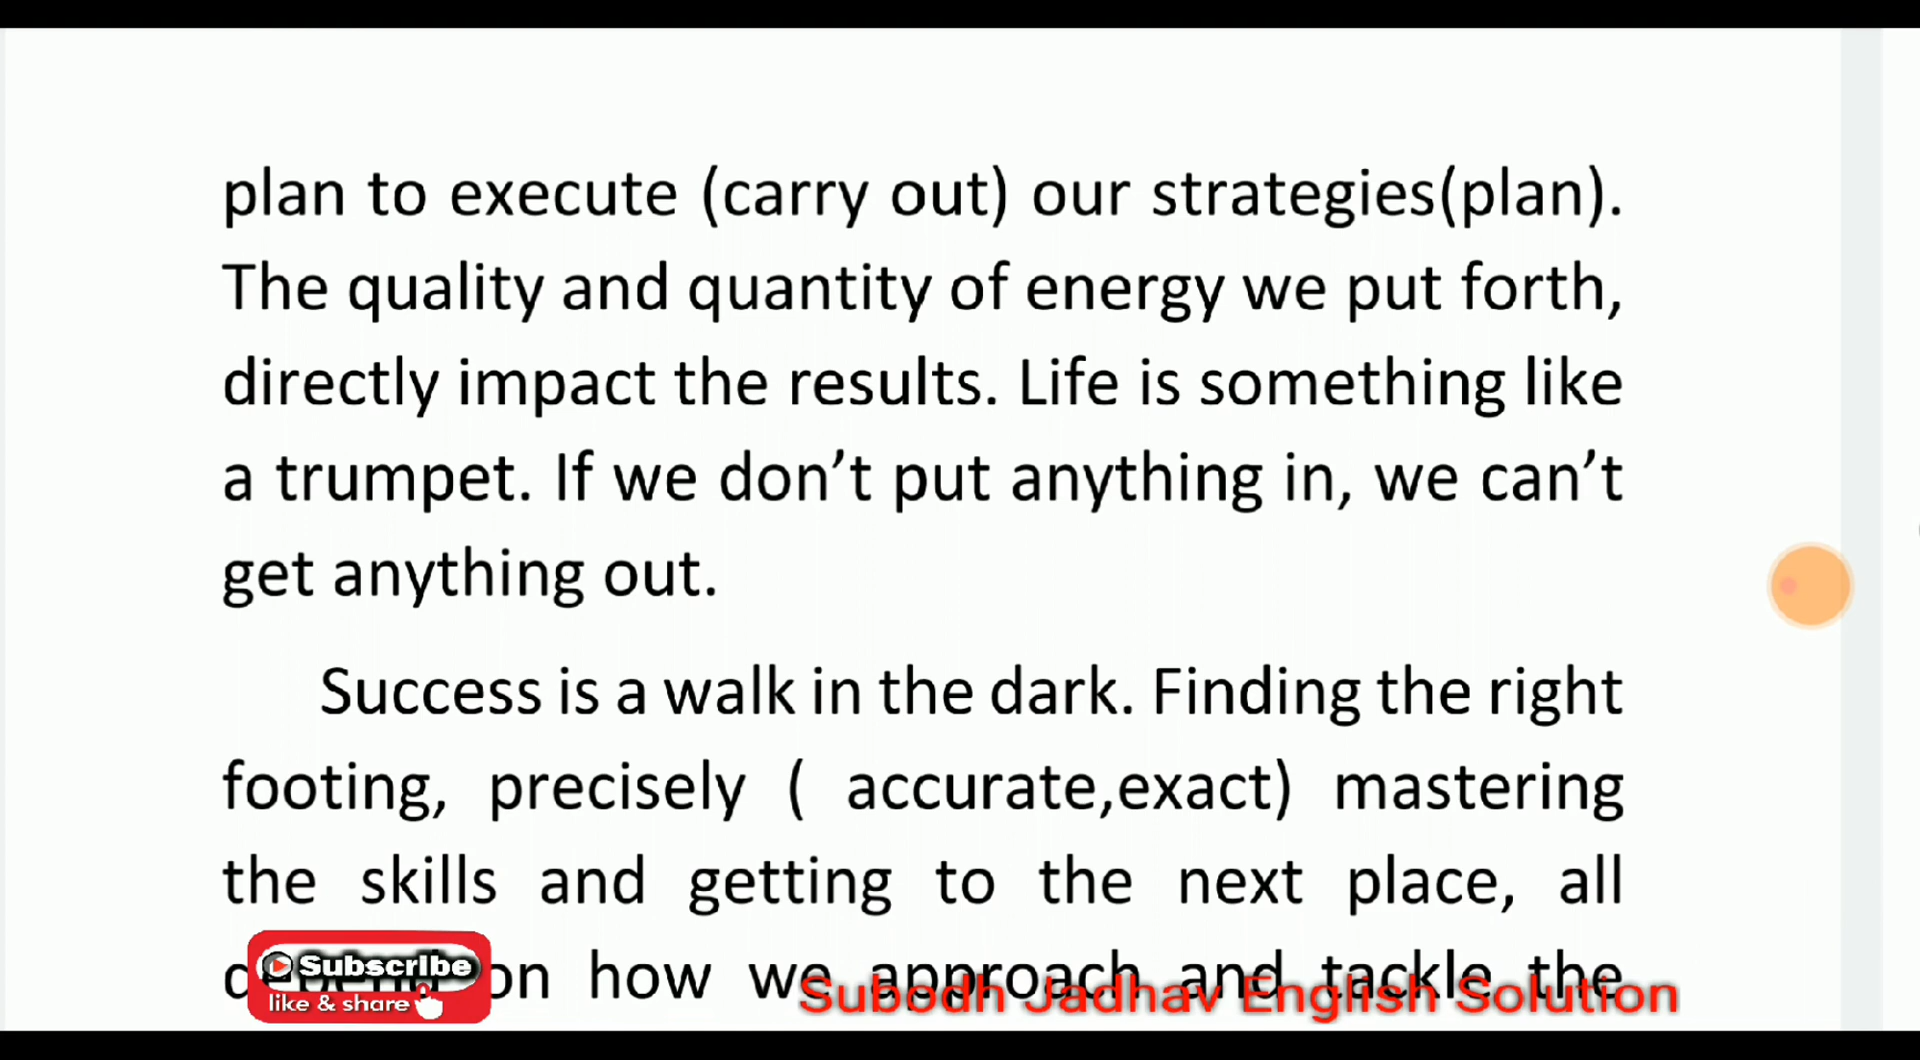 plan to execute (carry out) our strategies(plan).
The quality and quantity of energy we put forth,
directly impact the results. Life is something like
a trumpet. If we don’t put anything in, we can’t
get anything out.
Success is a walk in the dark. Finding the right
footing, precisely ( accurate,exact) mastering
the skills and getting to the next place, all
on how we approach and tackle the
Subscribe
like & share
Subodh Jadhav English Solution